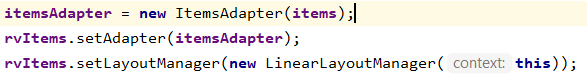 itemsAdapter = new ItemsAdapter(items);
rvItems.setAdapter(itemsAdapter);
rvItems.setLayoutManager(new LinearLayoutManager( context: this));